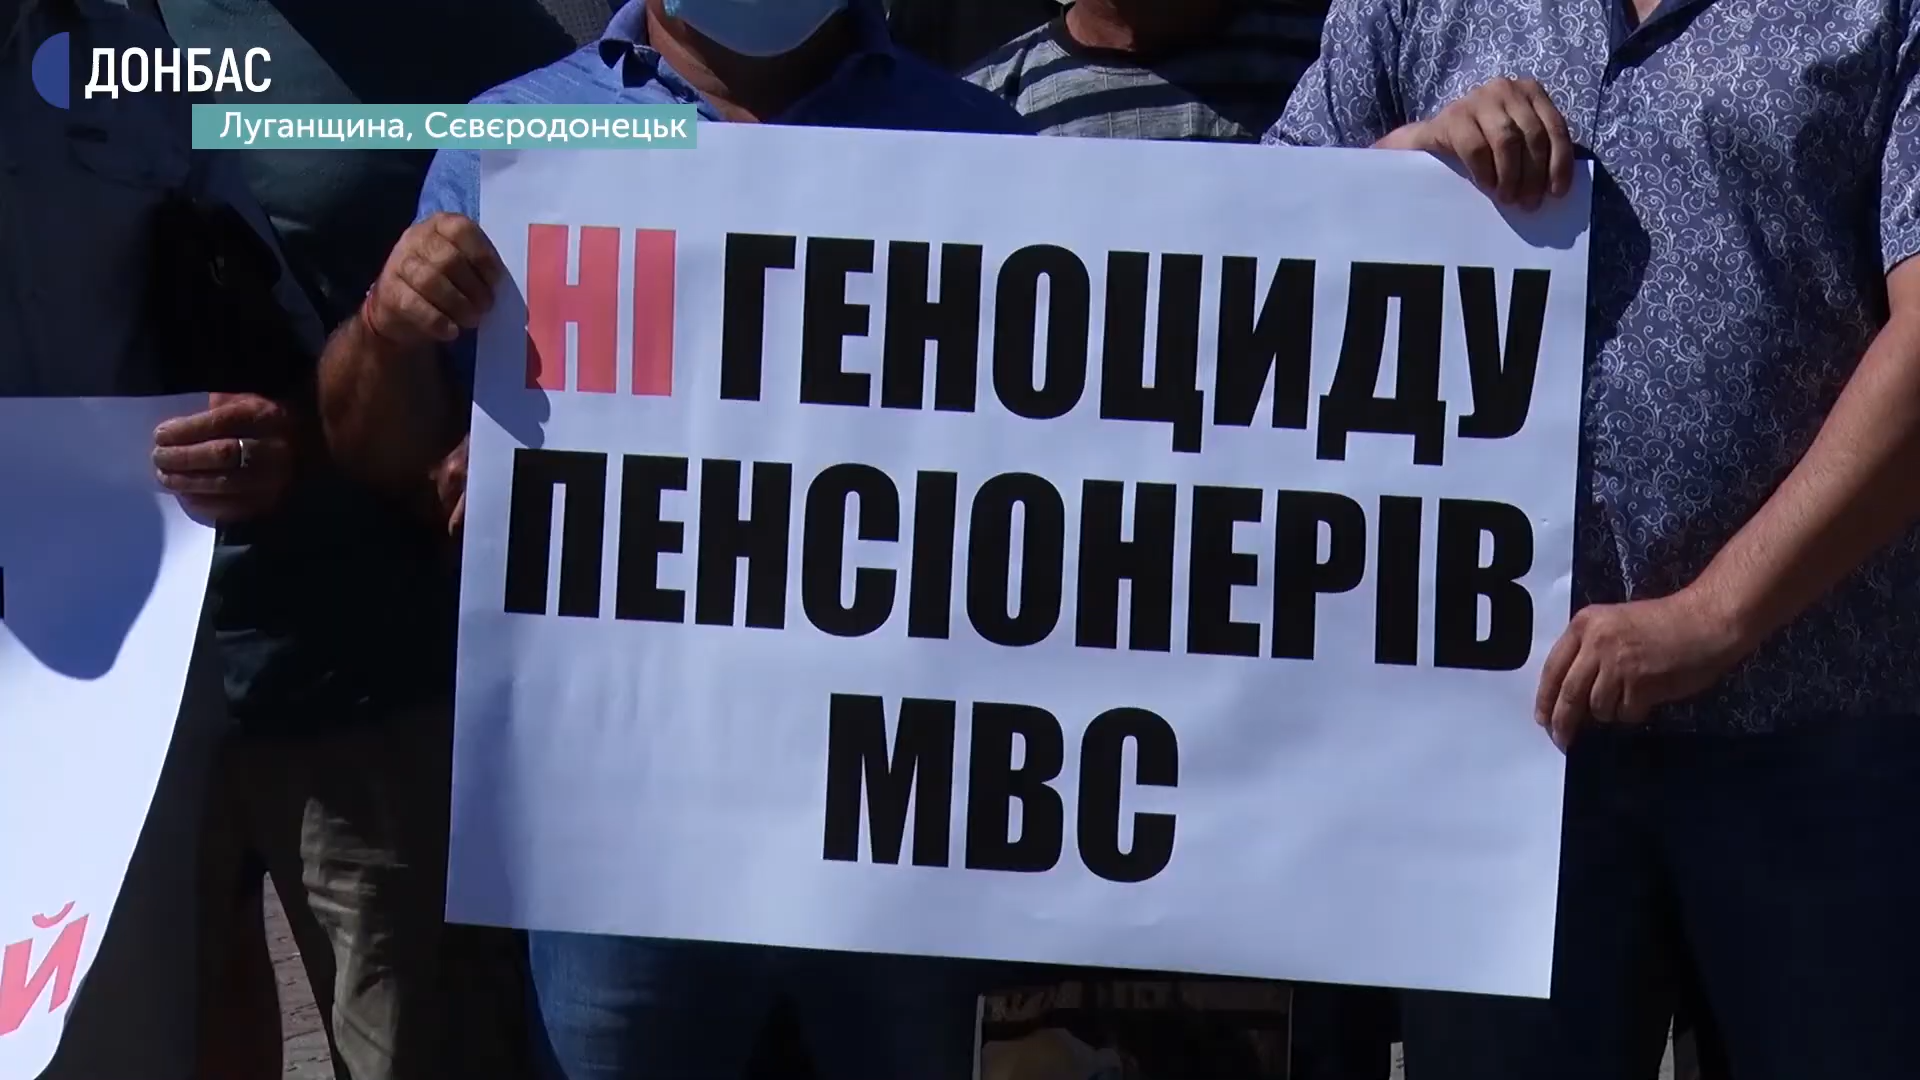 ДОНБАС
Луганщина, Сєвєродонецьк
НІ ГЕНОЦИДУ
ПЕНСІОНЕРІВ
МВС
Й